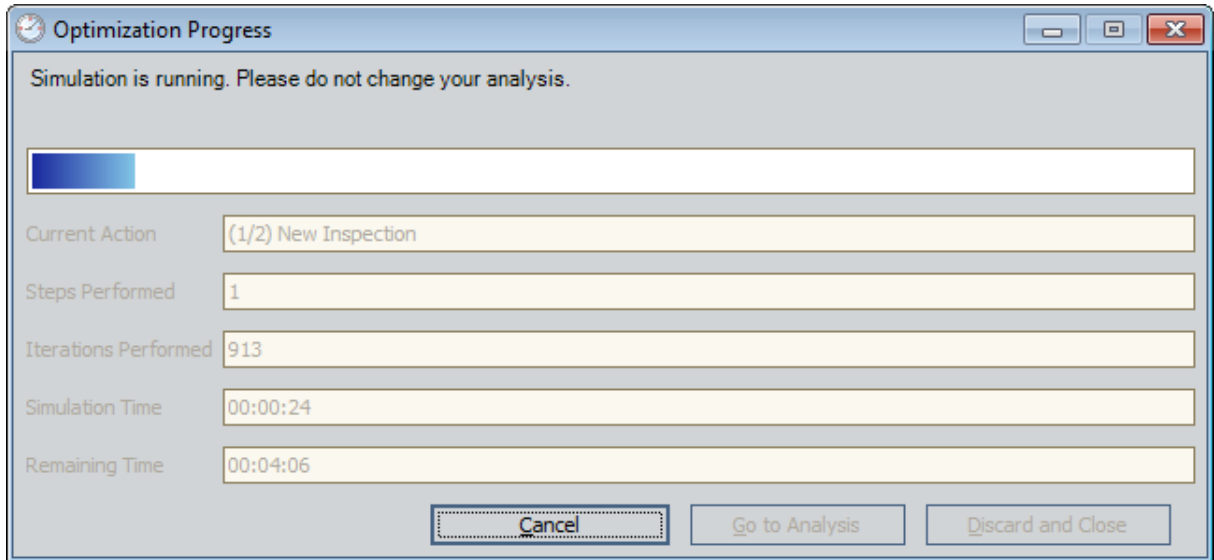 Optimization Progress
Simulation is running. Please do not change your analysis.
Current Action (1/2) New Inspection
Steps Performed 1
Iterations Performed 913
Simulation Time 00:00:24
Remaining Time 00:04:06
Cancel Go to Analysis Discard and Close